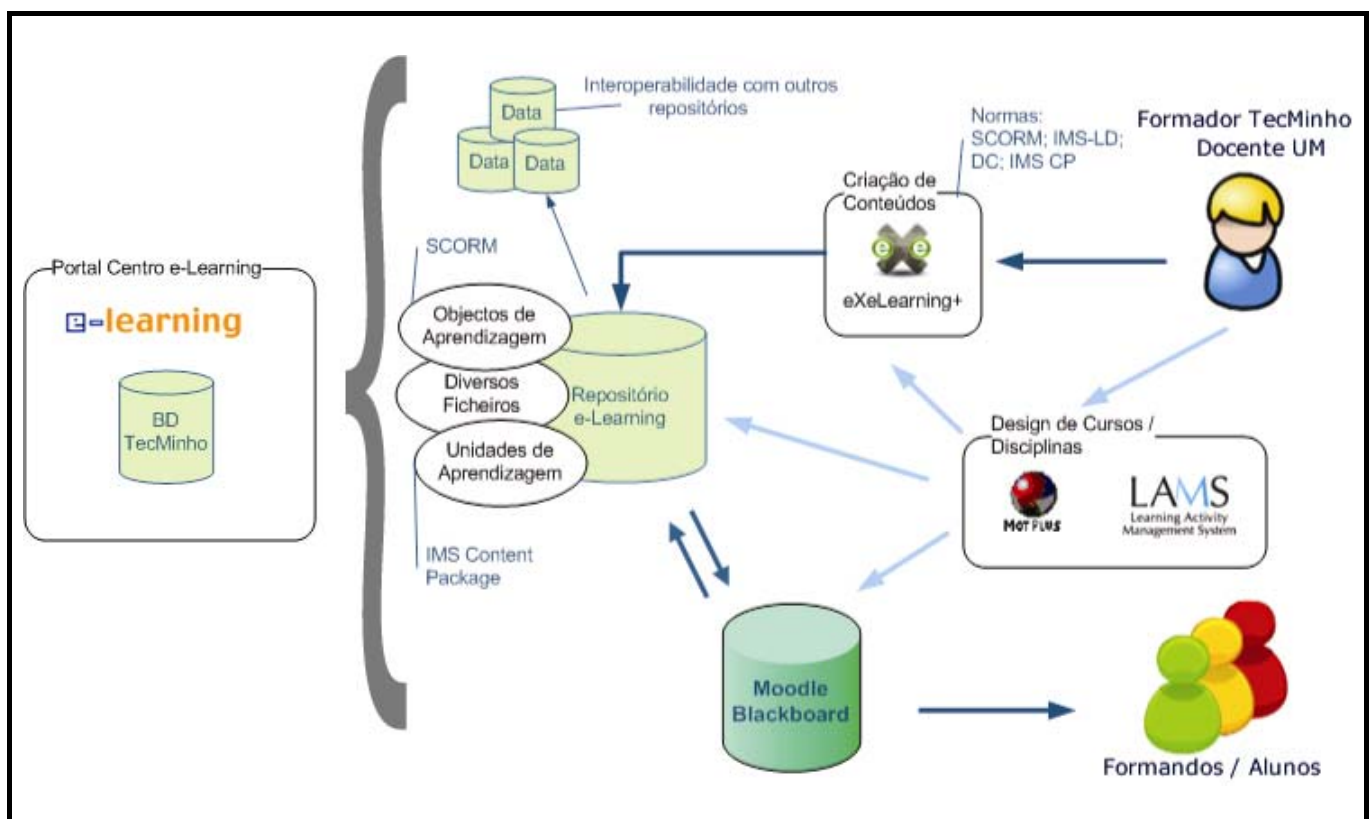 Interoperabilidade com outros
repositórios
Data
Data
Data
Normas:
SCORM; IMS-LD;
DC; IMS CP
Formador TecMinho
Docente UM
Criação de
Conteúdos
eXeLearning+
SCORM
Portal Centro e-Learning
e-learning
BD
TecMinho
Objectos de
Aprendizagem
Diversos
Ficheiros
Unidades de
Aprendizagem
Repositório
e-Learning
IMS Content
Package
Design de Cursos /
Disciplinas
MOT PLUS
LAMS
Learning Activity
Management System
Moodle
Blackboard
Formandos / Alunos